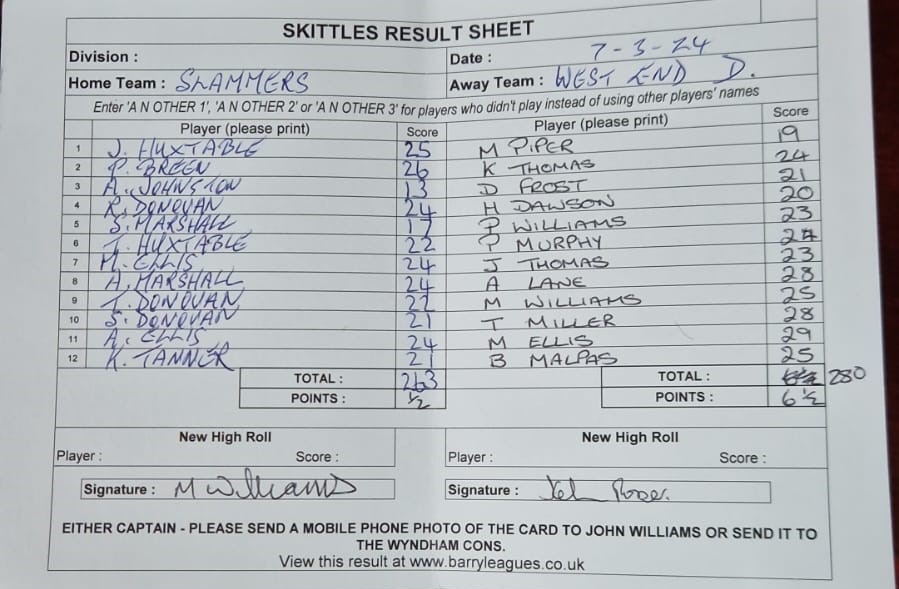 SKITTLES RESULT SHEET
Division : Date : 7-3-24
Home Team : SLAMMERS Away Team : WEST END D.
Enter 'A N OTHER 1', 'A N OTHER 2' or 'A N OTHER 3' for players who didn't play instead of using other players' names
Player (please print) Score Player (please print) Score
1 J. HUXTABLE 25 M PIPER 19
2 P. BREEN 26 K THOMAS 24
3 A. JOHNSTON 13 D FROST 21
4 R. DONOVAN 24 H DAWSON 20
5 S. MARSHALL 17 P WILLIAMS 23
6 T. HUXTABLE 22 P MURPHY 24
7 M. ELLIS 24 J THOMAS 23
8 A. MARSHALL 24 A LANE 28
9 T. DONOVAN 22 M WILLIAMS 25
10 S. DONOVAN 21 T MILLER 28
11 A. ELLIS 24 M ELLIS 29
12 K. TANNER 21 B MALPAS 25
TOTAL : 263 TOTAL : 280
POINTS : ½ POINTS : 6½
New High Roll New High Roll
Player : Score : Player : Score :
Signature : M Williams Signature :
EITHER CAPTAIN - PLEASE SEND A MOBILE PHONE PHOTO OF THE CARD TO JOHN WILLIAMS OR SEND IT TO
THE WYNDHAM CONS.
View this result at www.barryleagues.co.uk